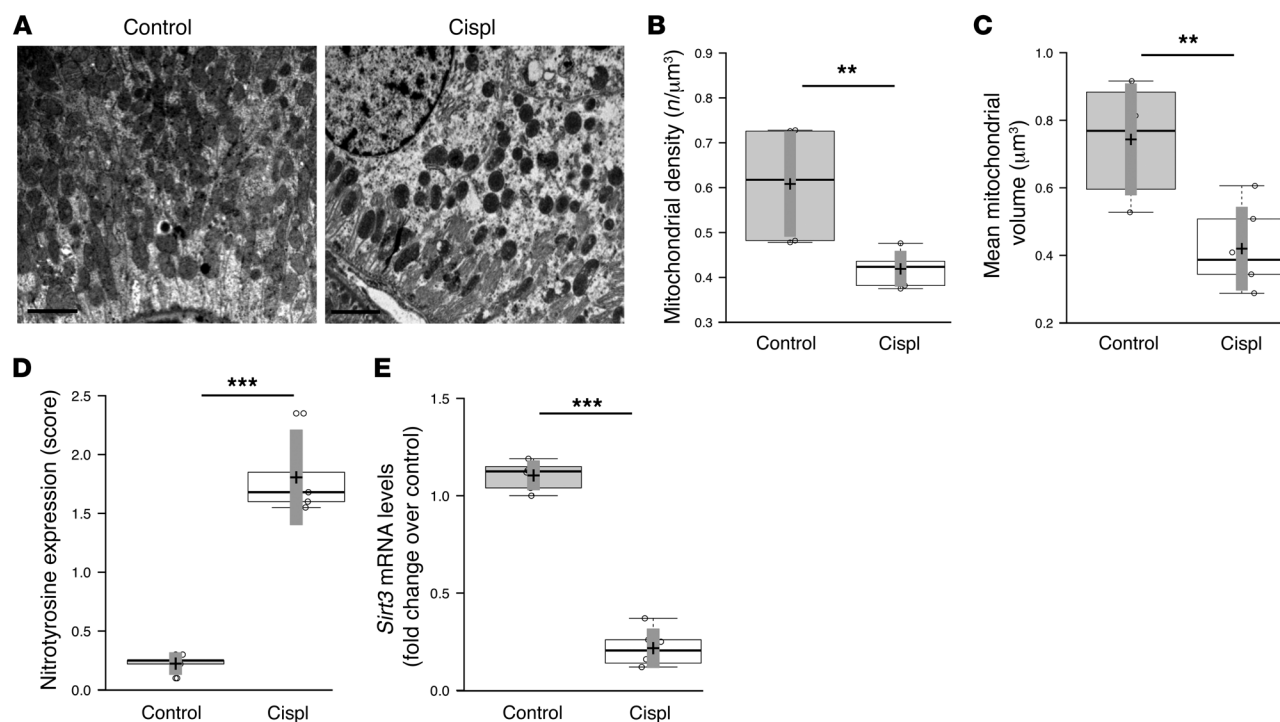 A
Control
Cispl
B
Mitochondrial density (n/μm³)
0.9
0.8
0.7
0.6
0.5
0.4
0.3
**
Control
Cispl
C
Mean mitochondrial
volume (μm³)
1.0
0.8
0.6
0.4
0.2
**
Control
Cispl
D
Nitrotyrosine expression (score)
2.5
2.0
1.5
1.0
0.5
0.0
***
Control
Cispl
E
Sirt3 mRNA levels
(fold change over control)
1.5
1.0
0.5
0.0
***
Control
Cispl